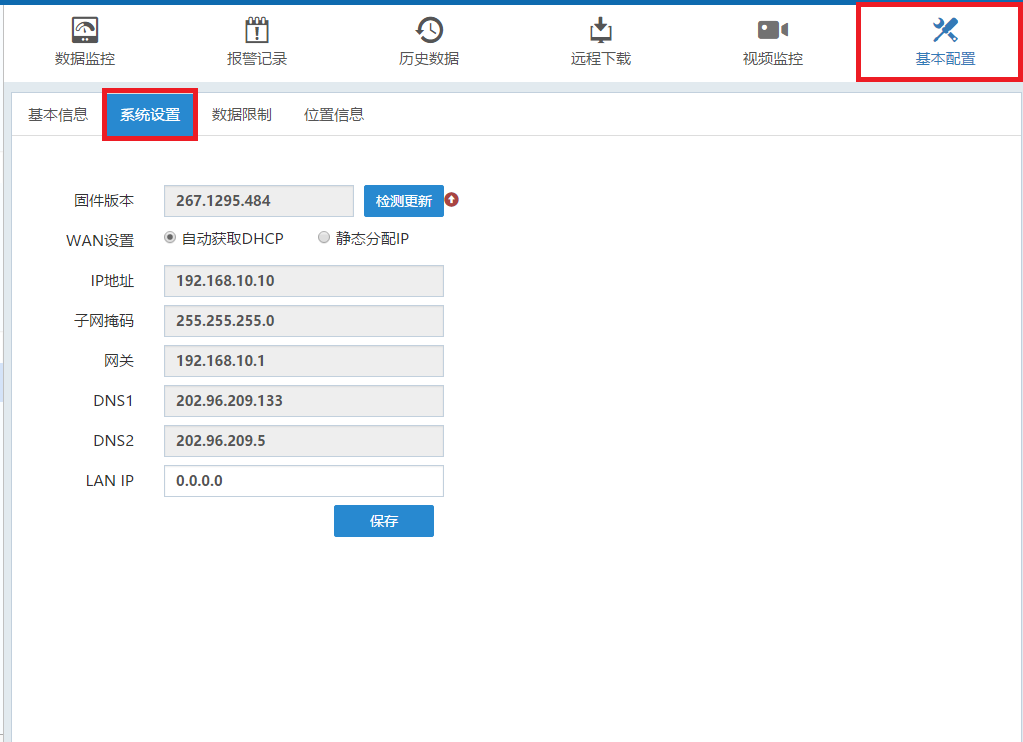 数据监控 报警记录 历史数据 远程下载 视频监控 基本配置
基本信息 系统设置 数据限制 位置信息
固件版本 267.1295.484 检测更新
WAN设置 自动获取DHCP 静态分配IP
IP地址 192.168.10.10
子网掩码 255.255.255.0
网关 192.168.10.1
DNS1 202.96.209.133
DNS2 202.96.209.5
LAN IP 0.0.0.0
保存